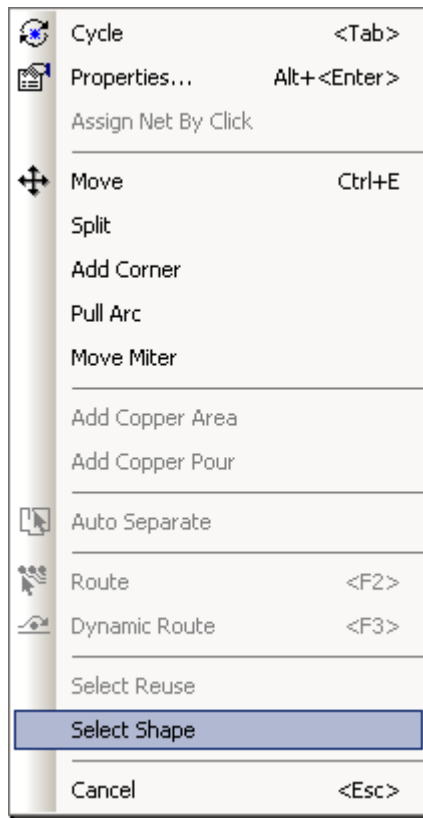 Cycle <Tab>
Properties... Alt+<Enter>
Assign Net By Click
Move Ctrl+E
Split
Add Corner
Pull Arc
Move Miter
Add Copper Area
Add Copper Pour
Auto Separate
Route <F2>
Dynamic Route <F3>
Select Reuse
Select Shape
Cancel <Esc>